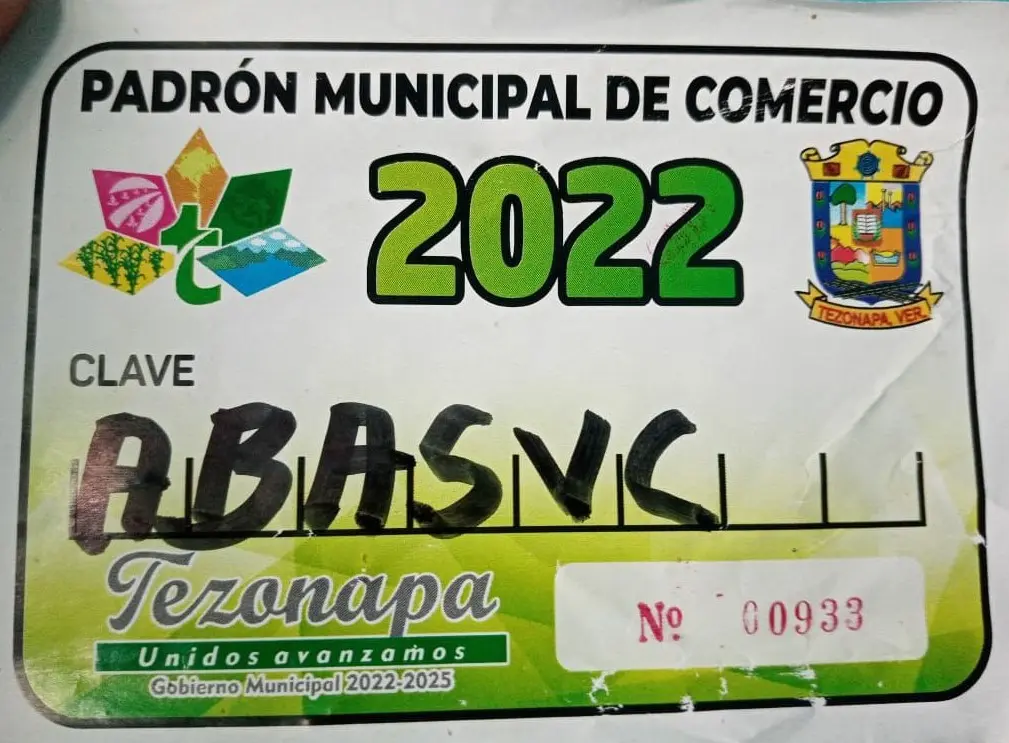 PADRÓN MUNICIPAL DE COMERCIO
2022
TEZONAPA, VER.
CLAVE
ABASVC
Tezonapa
Unidos avanzamos
Gobierno Municipal 2022-2025
Nº 00933